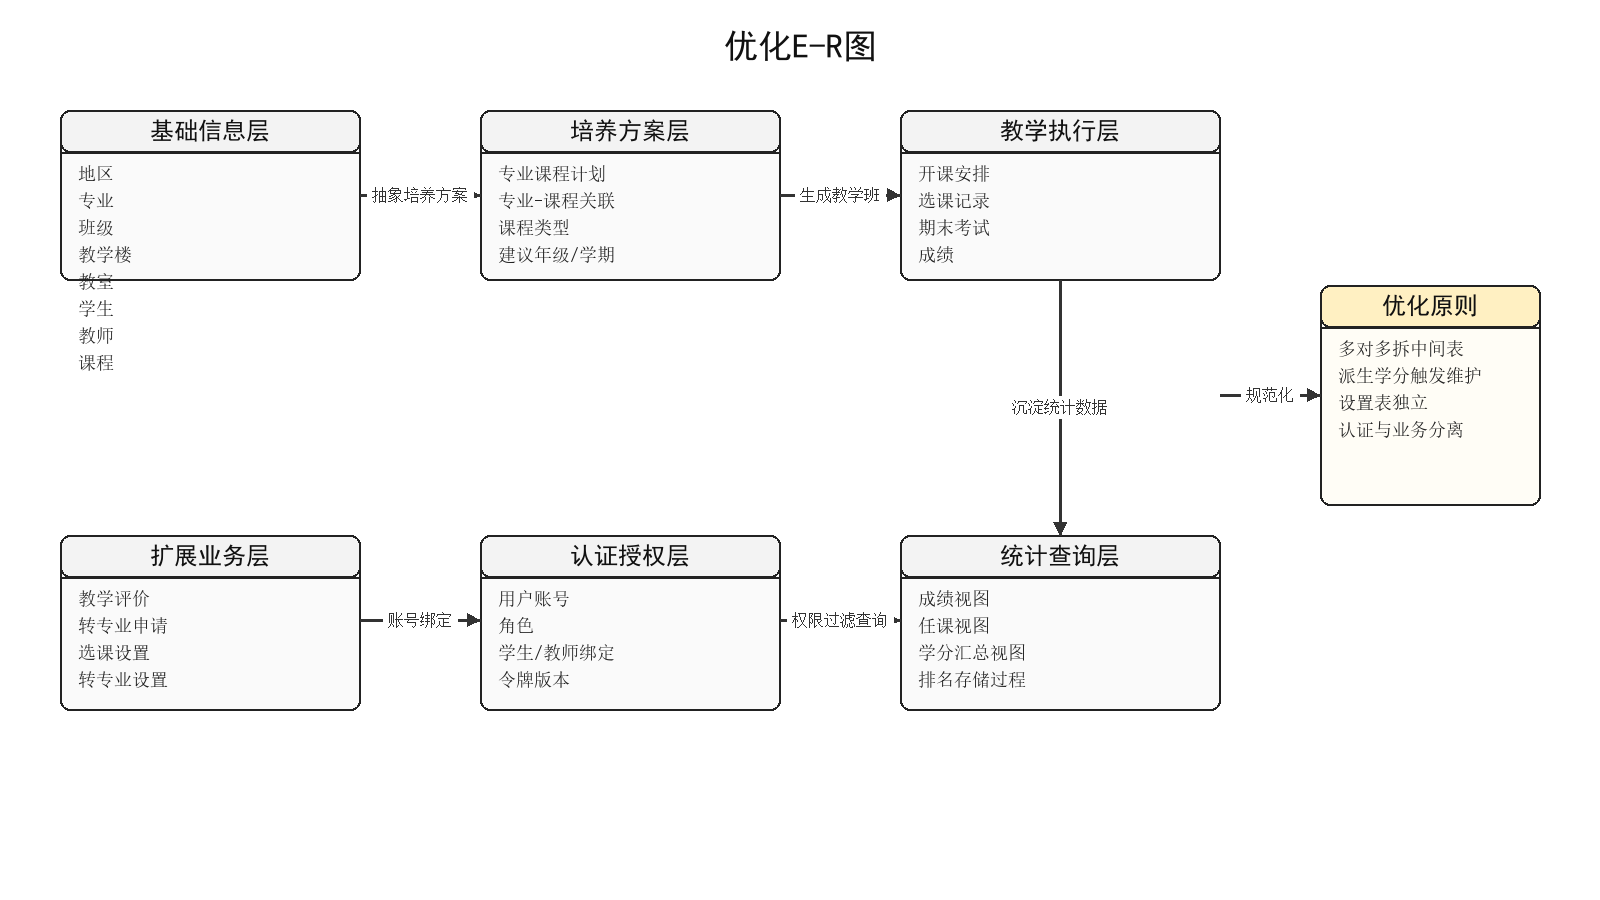 优化E-R图
基础信息层
地区
专业
班级
教学楼
教室
学生
教师
课程
抽象培养方案
培养方案层
专业课程计划
专业-课程关联
课程类型
建议年级/学期
生成教学班
教学执行层
开课安排
选课记录
期末考试
成绩
沉淀统计数据
规范化
优化原则
多对多拆中间表
派生学分触发维护
设置表独立
认证与业务分离
扩展业务层
教学评价
转专业申请
选课设置
转专业设置
账号绑定
认证授权层
用户账号
角色
学生/教师绑定
令牌版本
权限过滤查询
统计查询层
成绩视图
任课视图
学分汇总视图
排名存储过程